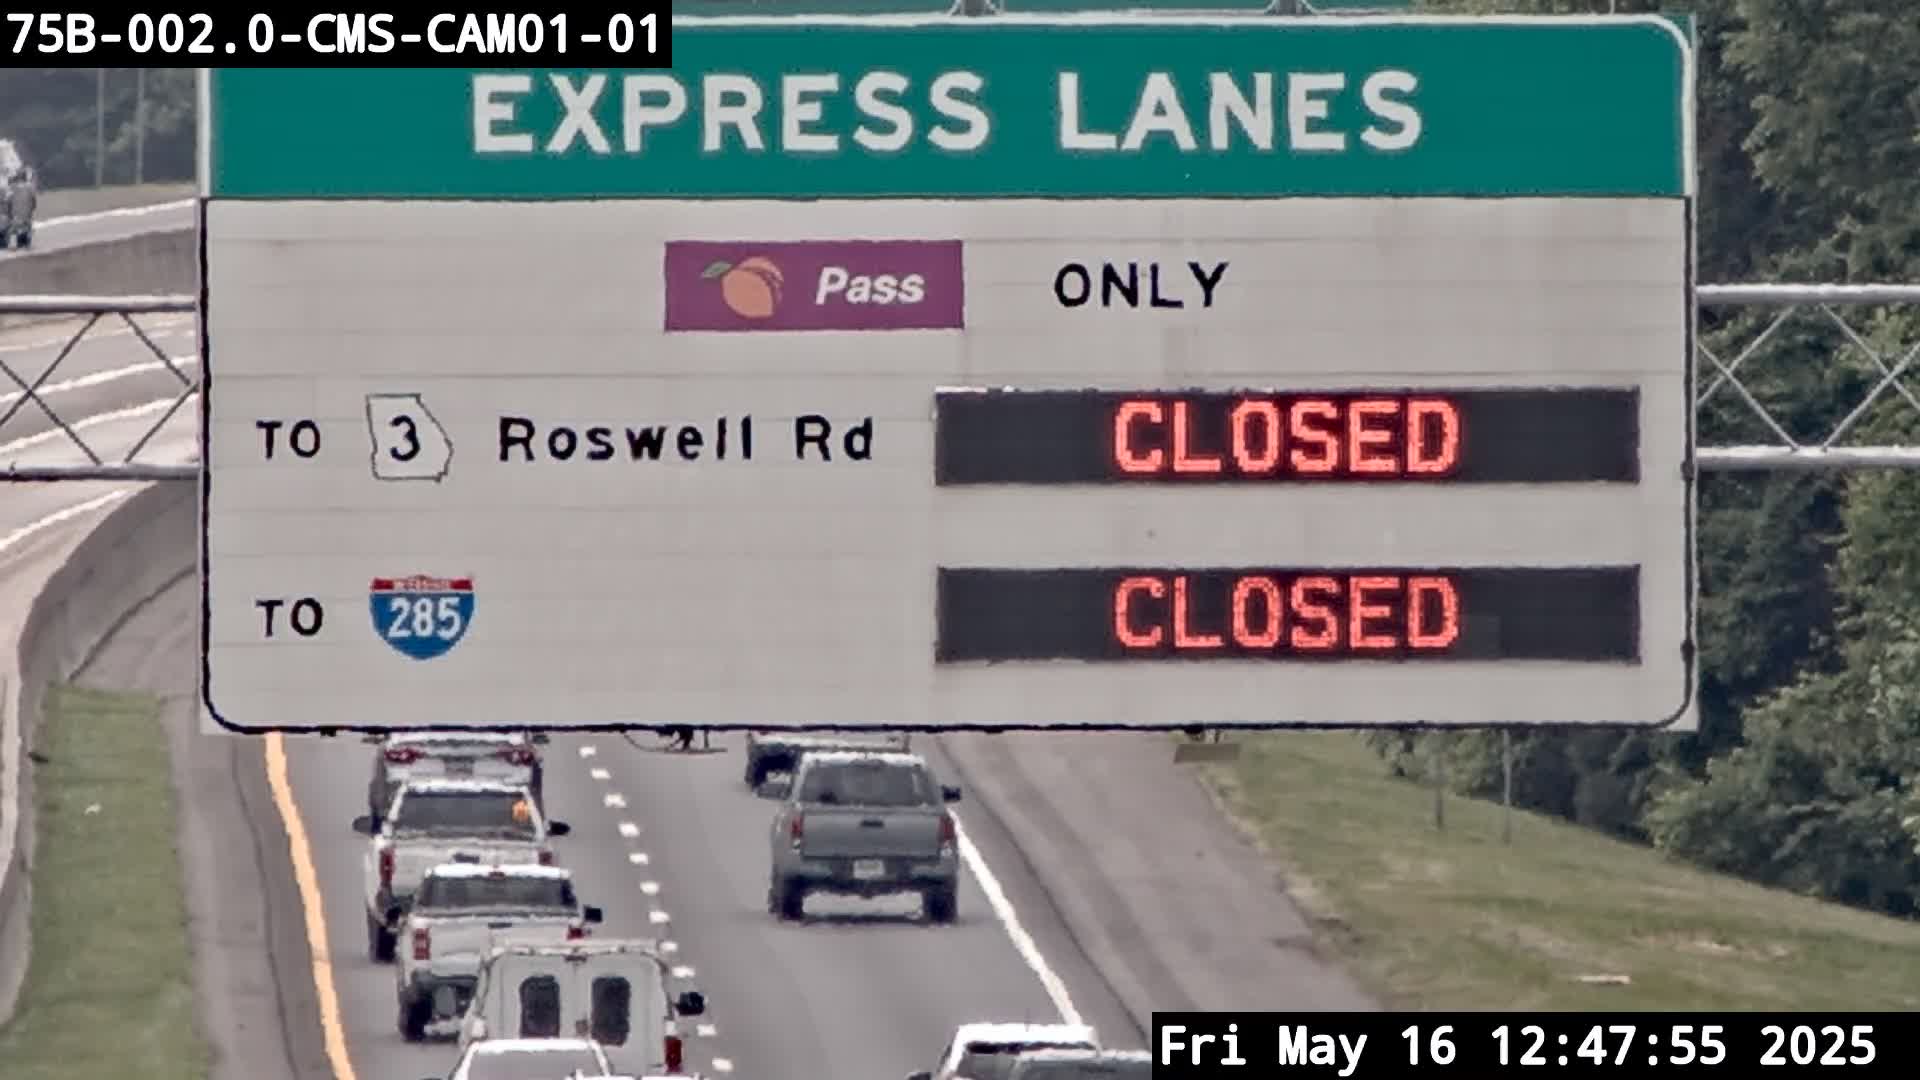 75B-002.0-CMS-CAM01-01
EXPRESS LANES
Pass ONLY
TO 3 Roswell Rd CLOSED
TO 285 CLOSED
Fri May 16 12:47:55 2025